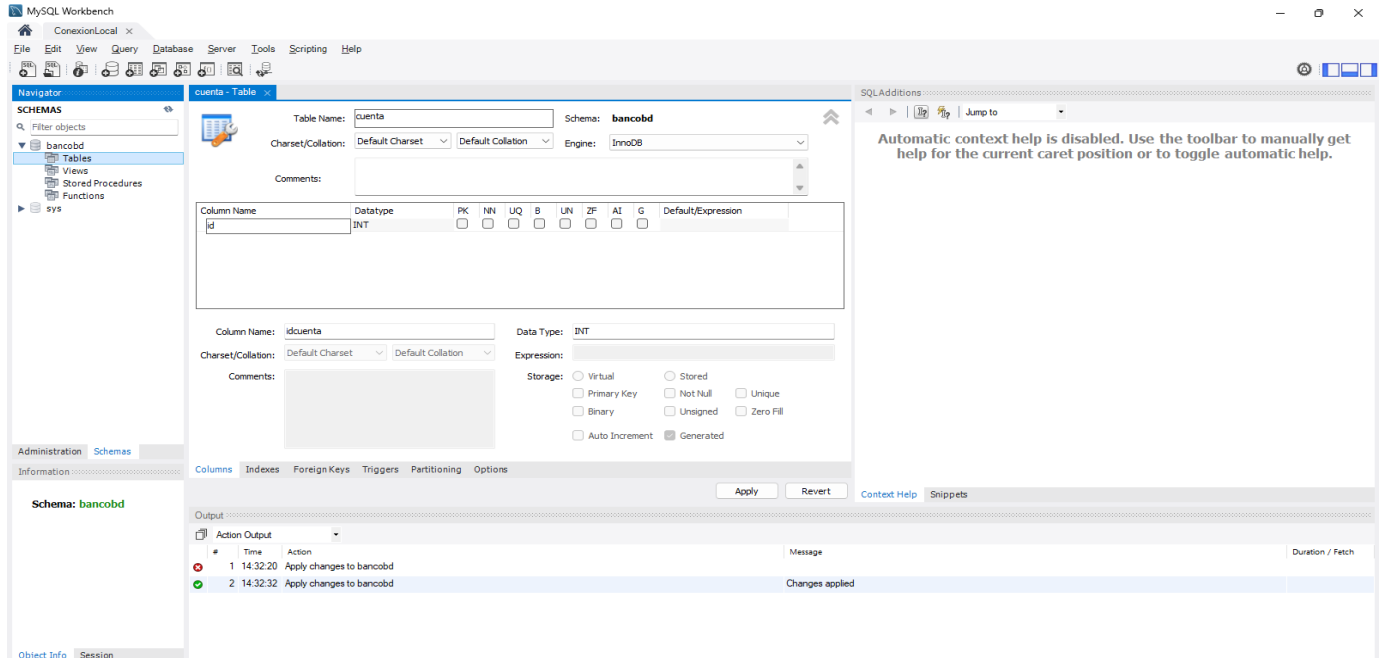 MySQL Workbench
ConexionLocal ×
File Edit View Query Database Server Tools Scripting Help
Navigator
SCHEMAS
Filter objects
bancobd
Tables
Views
Stored Procedures
Functions
sys
Administration Schemas
Information
Schema: bancobd
Object Info Session
cuenta - Table ×
Table Name: cuenta Schema: bancobd
Charset/Collation: Default Charset Default Collation Engine: InnoDB
Comments:
Column Name Datatype PK NN UQ B UN ZF AI G Default/Expression
id INT
Column Name: idcuenta Data Type: INT
Charset/Collation: Default Charset Default Collation Expression:
Comments: Storage: Virtual Stored
Primary Key Not Null Unique
Binary Unsigned Zero Fill
Auto Increment Generated
Columns Indexes Foreign Keys Triggers Partitioning Options
Apply Revert
SQLAdditions
Jump to
Automatic context help is disabled. Use the toolbar to manually get
help for the current caret position or to toggle automatic help.
Context Help Snippets
Output
Action Output
# Time Action Message Duration / Fetch
1 14:32:20 Apply changes to bancobd
2 14:32:32 Apply changes to bancobd Changes applied